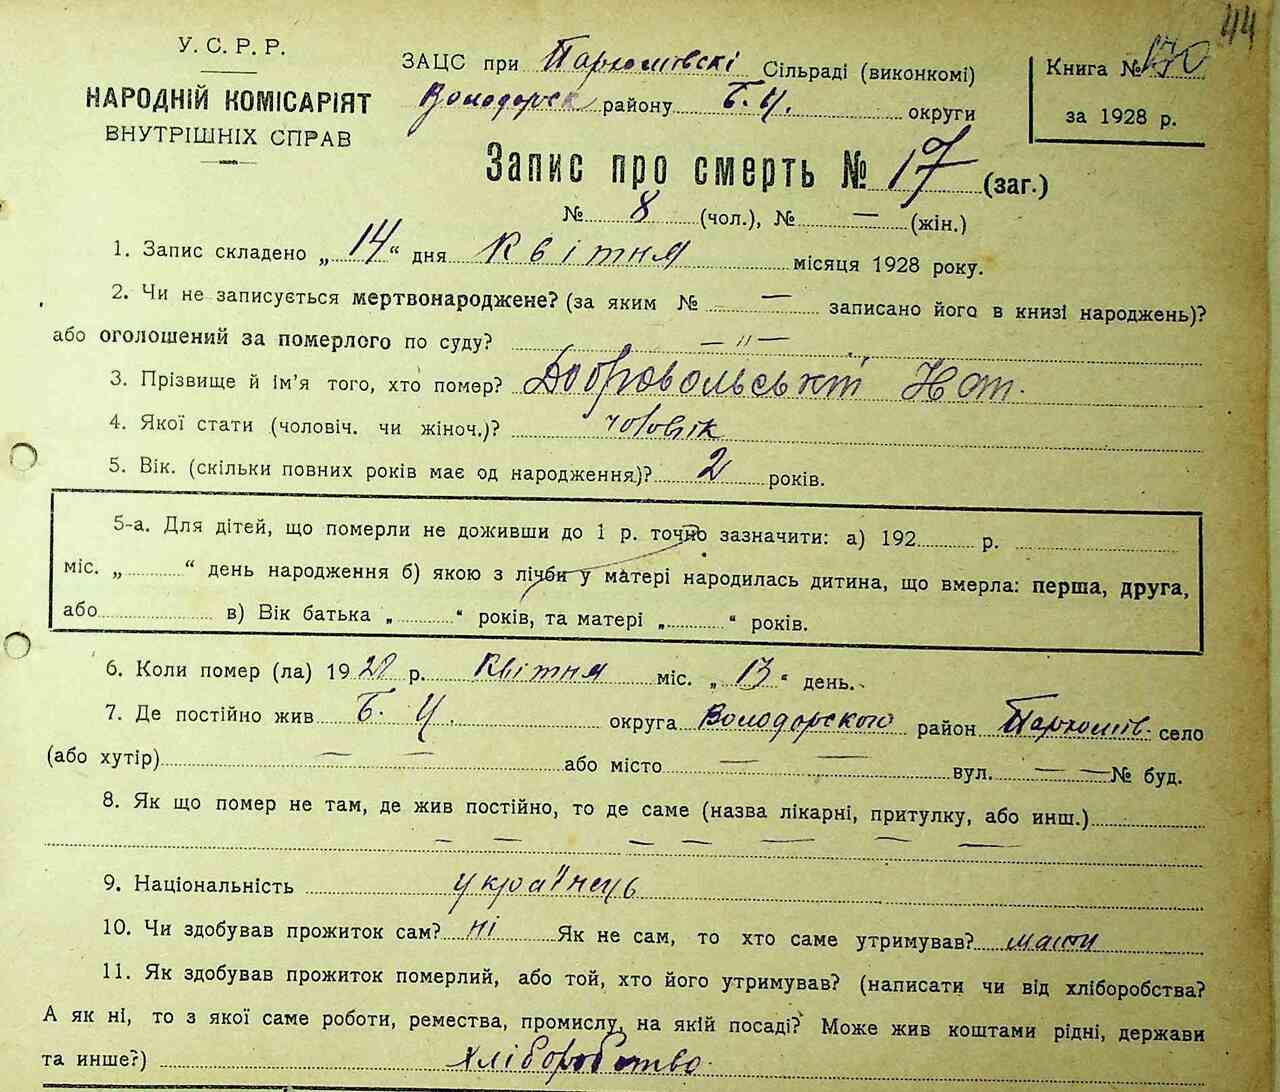 44
У. С. Р. Р.
НАРОДНІЙ КОМІСАРІЯТ
ВНУТРІШНІХ СПРАВ
ЗАЦС при Пархомівскі Сільраді (виконкомі)
Володорск району Б. Ц. округи
Книга №
за 1928 р.
Запис про смерть № 17 (заг.)
№ 8 (чол.), № — (жін.)
1. Запис складено „14“ дня Квітня місяця 1928 року.
2. Чи не записується мертвонароджене? (за яким № — записано його в книзі народжень)?
або оголошений за померлого по суду? — „ —
3. Прізвище й ім'я того, хто помер? Добровольскі
4. Якої стати (чоловіч. чи жіноч.)? чоловік
5. Вік. (скільки повних років має од народження)? 2 років.
5-а. Для дітей, що померли не доживши до 1 р. точно зазначити: а) 192 р.
міс. „ “ день народження б) якою з лічби у матері народилась дитина, що вмерла: перша, друга,
або в) Вік батька „ “ років, та матері „ “ років.
6. Коли помер (ла) 1928 р. Квітня міс. „13“ день.
7. Де постійно жив Б. Ц. округа Володорского район Пархомів. село
(або хутір) — — або місто — — вул. — — № буд.
8. Як що помер не там, де жив постійно, то де саме (назва лікарні, притулку, або инш.)
— — — — — — —
9. Національність українець
10. Чи здобував прожиток сам? ні Як не сам, то хто саме утримував? мати
11. Як здобував прожиток померлий, або той, хто його утримував? (написати чи від хліборобства?
А як ні, то з якої саме роботи, ремества, промислу, на якій посаді? Може жив коштами рідні, держави
та инше?) хліборобство